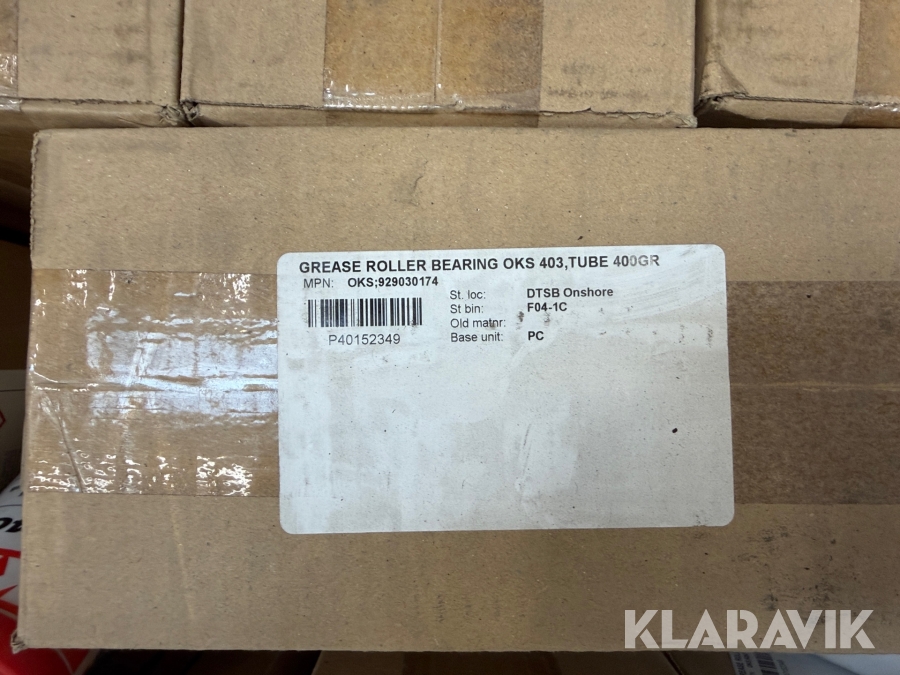 GREASE ROLLER BEARING OKS 403,TUBE 400GR
MPN: OKS;929030174
St. loc: DTSB Onshore
St bin: F04-1C
Old matnr:
Base unit: PC
P40152349
KLARAVIK